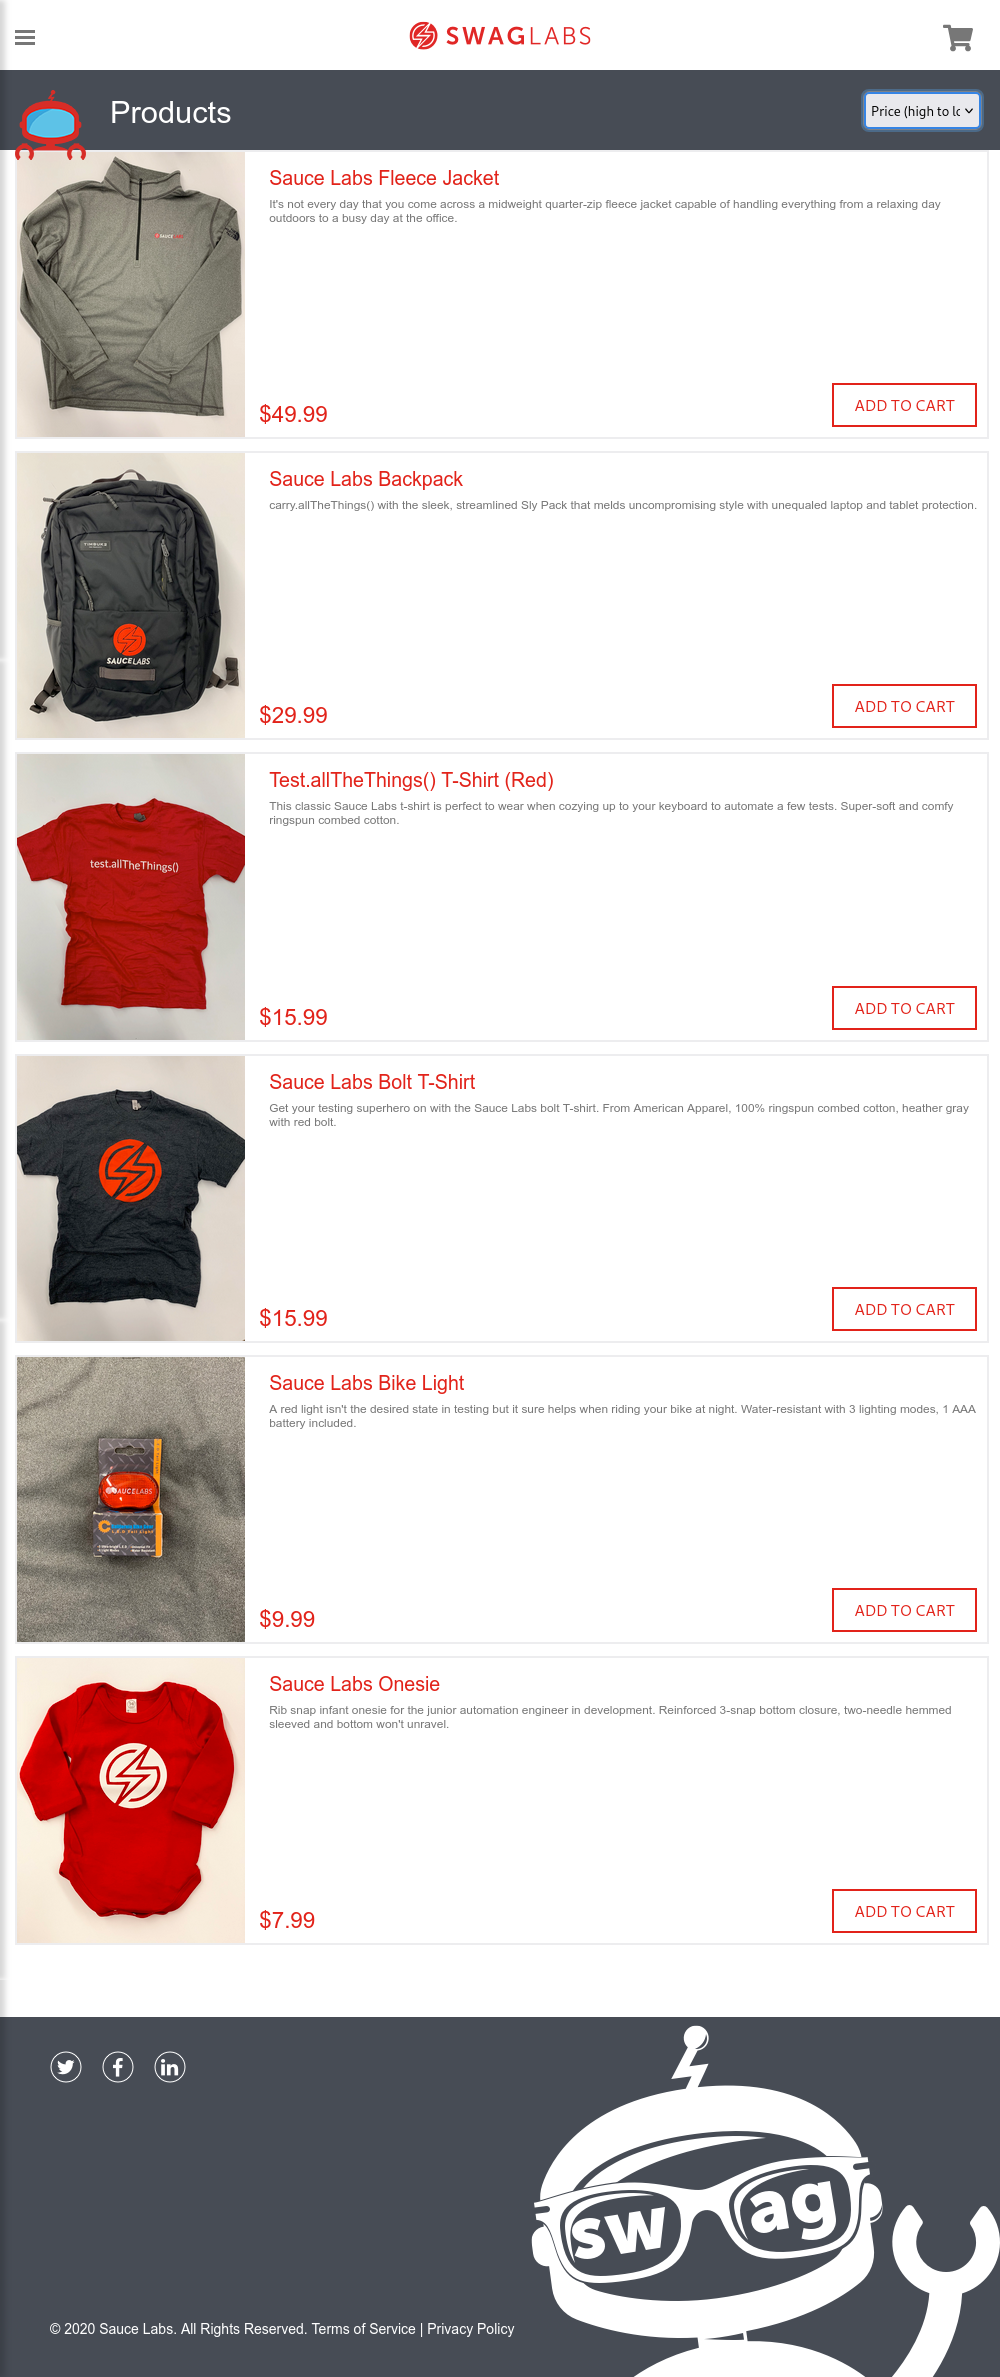 SWAGLABS
Products
Price (high to lo
Sauce Labs Fleece Jacket
It's not every day that you come across a midweight quarter-zip fleece jacket capable of handling everything from a relaxing day
outdoors to a busy day at the office.
SAUCE
$49.99
ADD TO CART
Sauce Labs Backpack
carry.allTheThings() with the sleek, streamlined Sly Pack that melds uncompromising style with unequaled laptop and tablet protection.
TIMBUK2
SAUCELABS
$29.99
ADD TO CART
Test.allTheThings() T-Shirt (Red)
This classic Sauce Labs t-shirt is perfect to wear when cozying up to your keyboard to automate a few tests. Super-soft and comfy
ringspun combed cotton.
test.allTheThings()
$15.99
ADD TO CART
Sauce Labs Bolt T-Shirt
Get your testing superhero on with the Sauce Labs bolt T-shirt. From American Apparel, 100% ringspun combed cotton, heather gray
with red bolt.
$15.99
ADD TO CART
Sauce Labs Bike Light
A red light isn't the desired state in testing but it sure helps when riding your bike at night. Water-resistant with 3 lighting modes, 1 AAA
battery included.
SAUCELABS
$9.99
ADD TO CART
Sauce Labs Onesie
Rib snap infant onesie for the junior automation engineer in development. Reinforced 3-snap bottom closure, two-needle hemmed
sleeved and bottom won't unravel.
$7.99
ADD TO CART
swag
© 2020 Sauce Labs. All Rights Reserved. Terms of Service | Privacy Policy